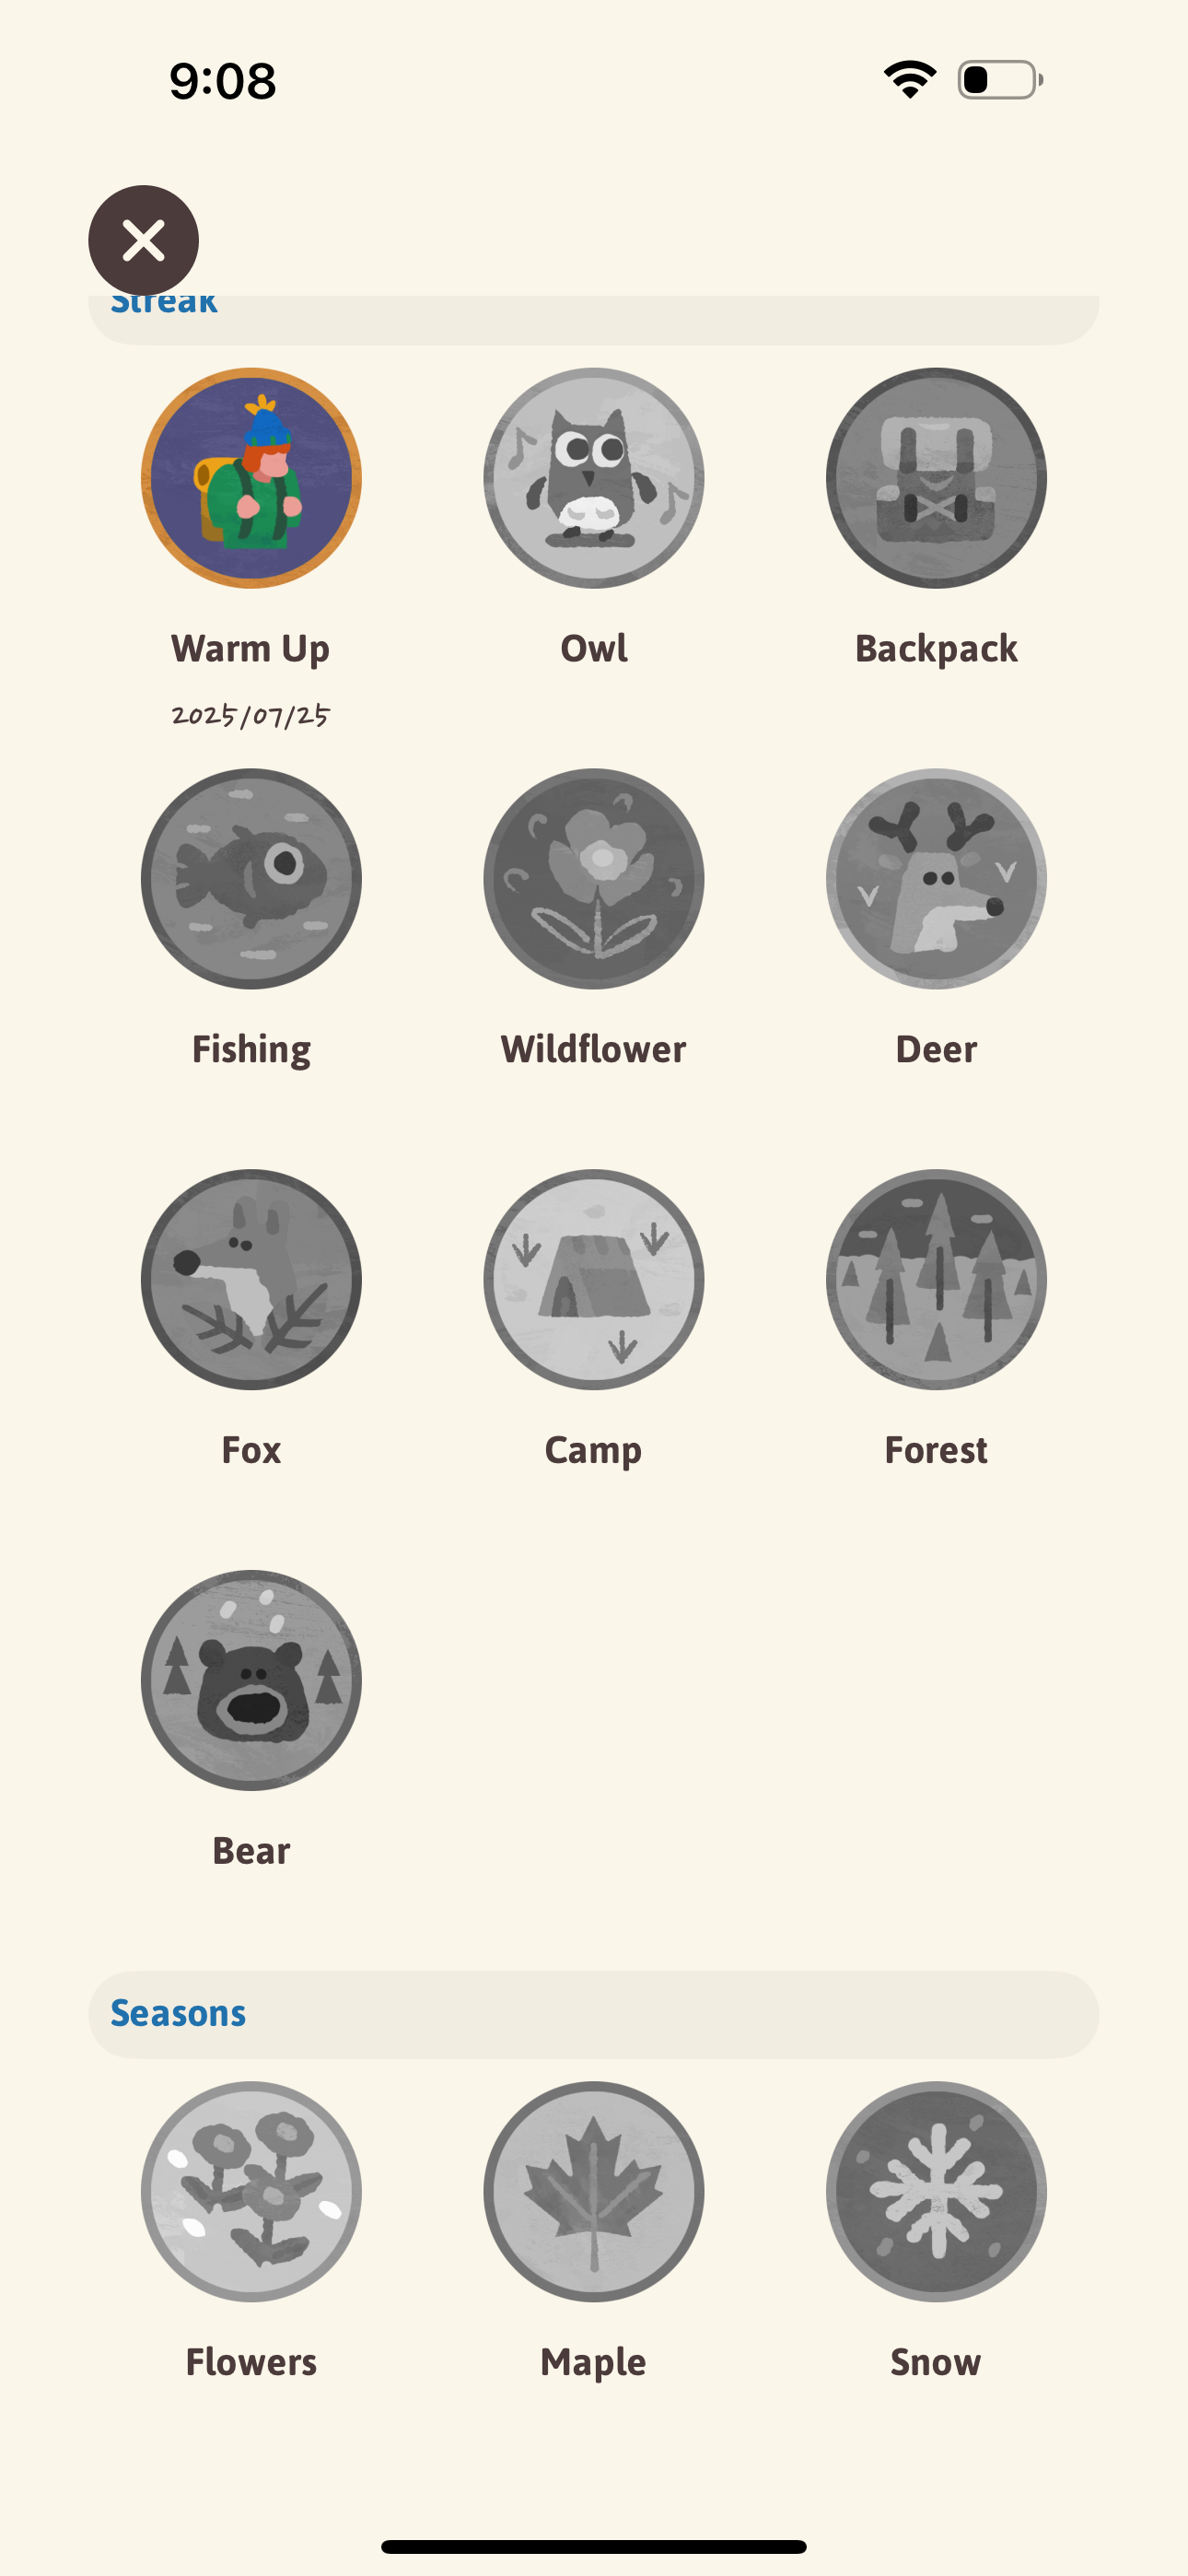 9:08
Streak
Warm Up Owl Backpack
2025/07/25
Fishing Wildflower Deer
Fox Camp Forest
Bear
Seasons
Flowers Maple Snow